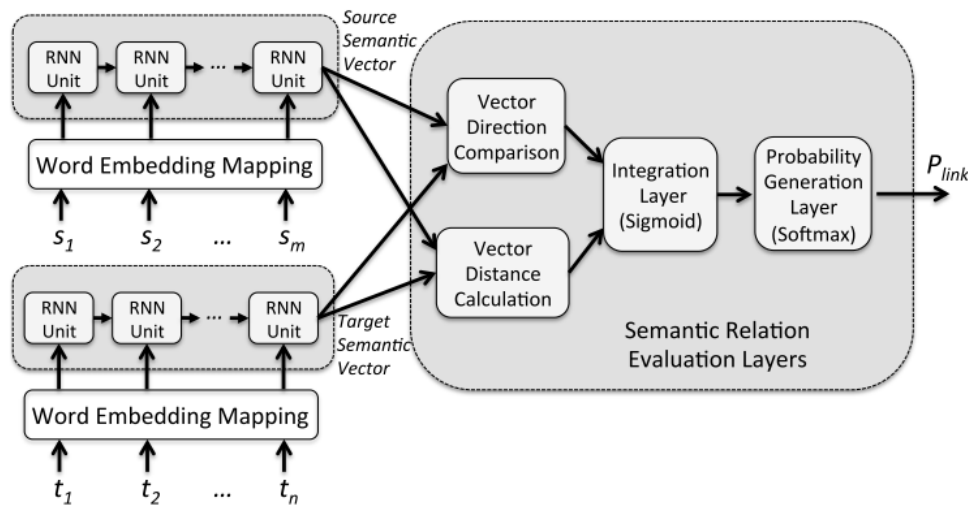 Source
Semantic
Vector
RNN
Unit
RNN
Unit
...
RNN
Unit
Word Embedding Mapping
s1
s2
...
sm
RNN
Unit
RNN
Unit
...
RNN
Unit
Target
Semantic
Vector
Word Embedding Mapping
t1
t2
...
tn
Vector
Direction
Comparison
Vector
Distance
Calculation
Integration
Layer
(Sigmoid)
Probability
Generation
Layer
(Softmax)
Plink
Semantic Relation
Evaluation Layers